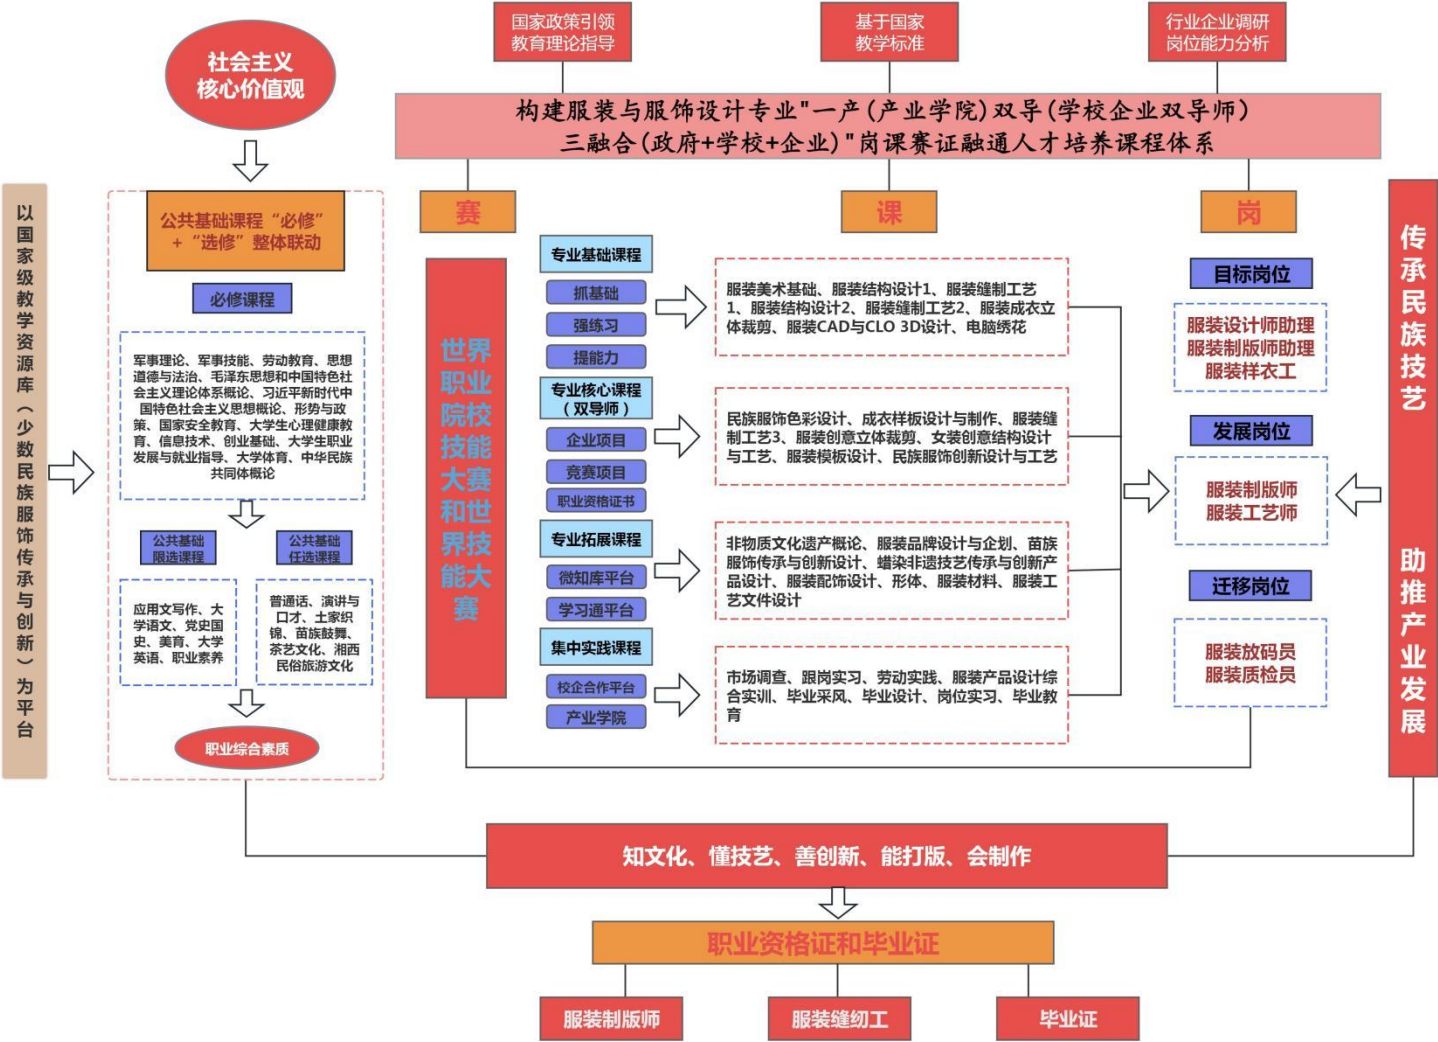 国家政策引领
教育理论指导
基于国家
教学标准
行业企业调研
岗位能力分析
社会主义
核心价值观
构建服装与服饰设计专业"一产(产业学院)双导(学校企业双导师)
三融合(政府+学校+企业)"岗课赛证融通人才培养课程体系
以国家级教学资源库（少数民族服饰传承与创新）为平台
公共基础课程“必修”
+“选修”整体联动
必修课程
军事理论、军事技能、劳动教育、思想
道德与法治、毛泽东思想和中国特色社
会主义理论体系概论、习近平新时代中
国特色社会主义思想概论、形势与政
策、国家安全教育、大学生心理健康教
育、信息技术、创业基础、大学生职业
发展与就业指导、大学体育、中华民族
共同体概论
公共基础
限选课程
公共基础
任选课程
应用文写作、大
学语文、党史国
史、美育、大学
英语、职业素养
普通话、演讲与
口才、土家织
锦、苗族鼓舞、
茶艺文化、湘西
民俗旅游文化
职业综合素质
赛
课
岗
世界
职业
院校
技能
大赛
和世
界技
能大
赛
专业基础课程
抓基础
强练习
提能力
专业核心课程
（双导师）
企业项目
竞赛项目
职业资格证书
专业拓展课程
微知库平台
学习通平台
集中实践课程
校企合作平台
产业学院
服装美术基础、服装结构设计1、服装缝制工艺
1、服装结构设计2、服装缝制工艺2、服装成衣立
体裁剪、服装CAD与CLO 3D设计、电脑绣花
民族服饰色彩设计、成衣样板设计与制作、服装缝
制工艺3、服装创意立体裁剪、女装创意结构设计
与工艺、服装模板设计、民族服饰创新设计与工艺
非物质文化遗产概论、服装品牌设计与企划、苗族
服饰传承与创新设计、蜡染非遗技艺传承与创新产
品设计、服装配饰设计、形体、服装材料、服装工
艺文件设计
市场调查、跟岗实习、劳动实践、服装产品设计综
合实训、毕业采风、毕业设计、岗位实习、毕业教
育
目标岗位
服装设计师助理
服装制版师助理
服装样衣工
发展岗位
服装制版师
服装工艺师
迁移岗位
服装放码员
服装质检员
传承民族技艺
助推产业发展
知文化、懂技艺、善创新、能打版、会制作
职业资格证和毕业证
服装制版师
服装缝纫工
毕业证